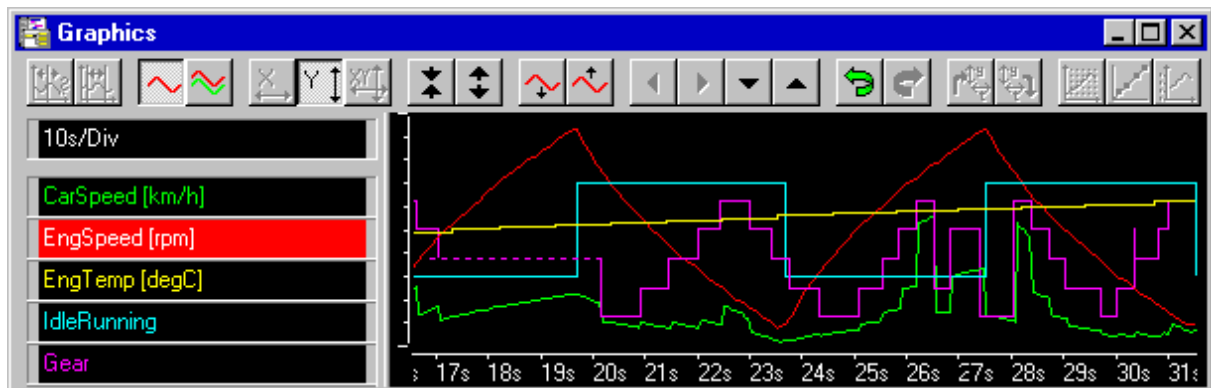 Graphics
X Y XY
10s/Div
CarSpeed [km/h]
EngSpeed [rpm]
EngTemp [degC]
IdleRunning
Gear
17s 18s 19s 20s 21s 22s 23s 24s 25s 26s 27s 28s 29s 30s 31s